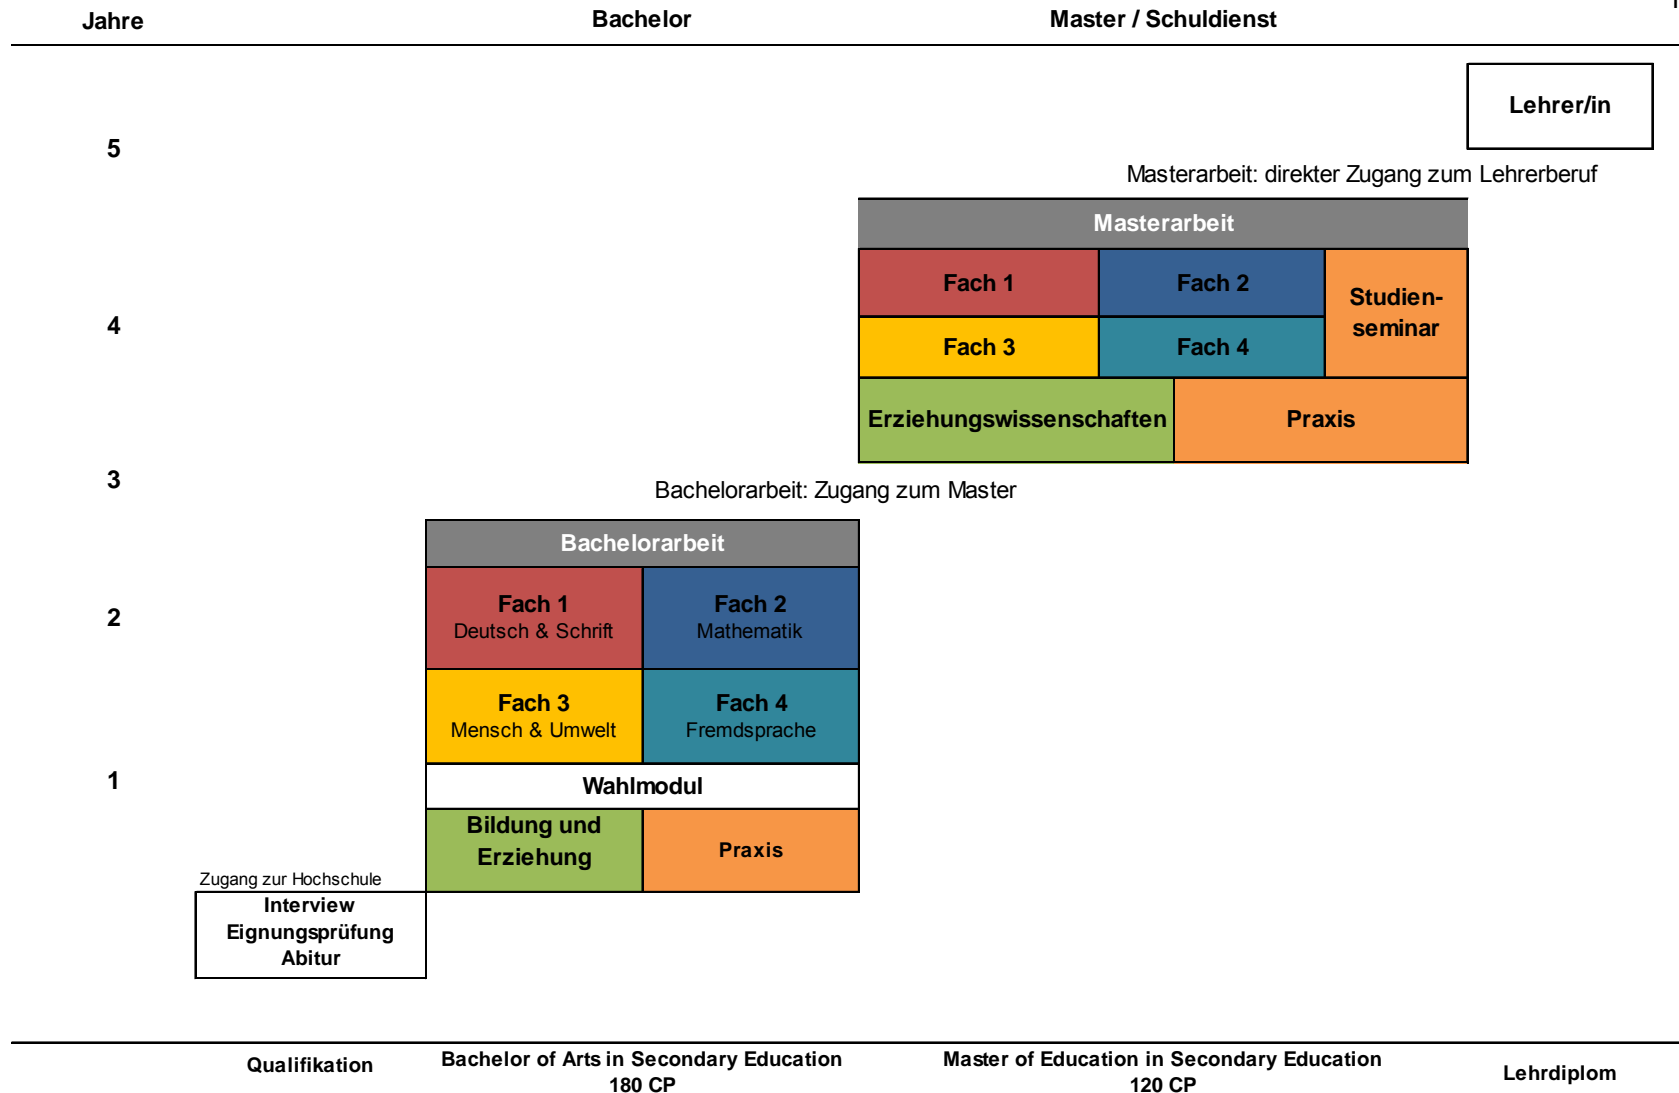 Jahre
Bachelor
Master / Schuldienst
Lehrer/in
5
Masterarbeit: direkter Zugang zum Lehrerberuf
Masterarbeit
Fach 1
Fach 2
Studien-
seminar
4
Fach 3
Fach 4
Erziehungswissenschaften
Praxis
3
Bachelorarbeit: Zugang zum Master
Bachelorarbeit
Fach 1
Deutsch & Schrift
Fach 2
Mathematik
2
Fach 3
Mensch & Umwelt
Fach 4
Fremdsprache
1
Wahlmodul
Bildung und
Erziehung
Praxis
Zugang zur Hochschule
Interview
Eignungsprüfung
Abitur
Qualifikation
Bachelor of Arts in Secondary Education
180 CP
Master of Education in Secondary Education
120 CP
Lehrdiplom